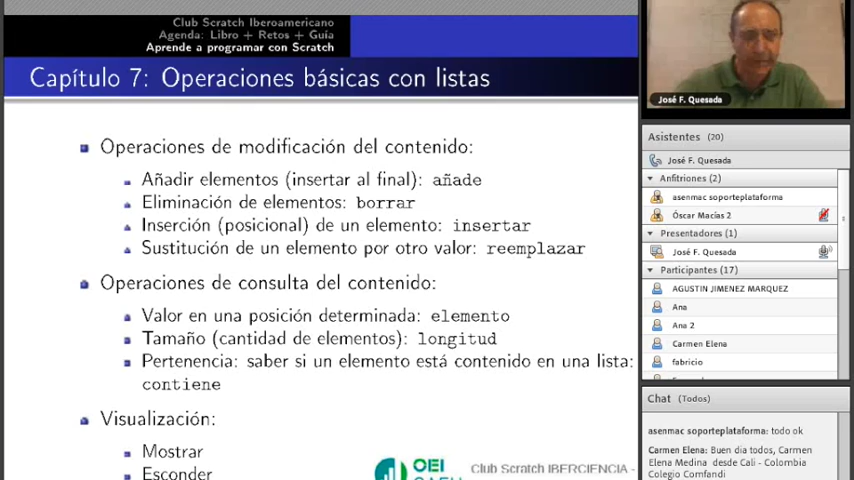 Club Scratch Iberoamericano
Agenda: Libro + Retos + Guía
Aprende a programar con Scratch
Capítulo 7: Operaciones básicas con listas
Operaciones de modificación del contenido:
Añadir elementos (insertar al final): añade
Eliminación de elementos: borrar
Inserción (posicional) de un elemento: insertar
Sustitución de un elemento por otro valor: reemplazar
Operaciones de consulta del contenido:
Valor en una posición determinada: elemento
Tamaño (cantidad de elementos): longitud
Pertenencia: saber si un elemento está contenido en una lista:
contiene
Visualización:
Mostrar
Esconder
OEI
Club Scratch IBERCIENCIA -
José F. Quesada
Asistentes (20)
José F. Quesada
Anfitriones (2)
asenmac soporteplataforma
Óscar Macías 2
Presentadores (1)
José F. Quesada
Participantes (17)
AGUSTIN JIMENEZ MARQUEZ
Ana
Ana 2
Carmen Elena
fabricio
Chat (Todos)
asenmac soporteplataforma: todo ok
Carmen Elena: Buen dia todos, Carmen
Elena Medina desde Cali - Colombia
Colegio Comfandi